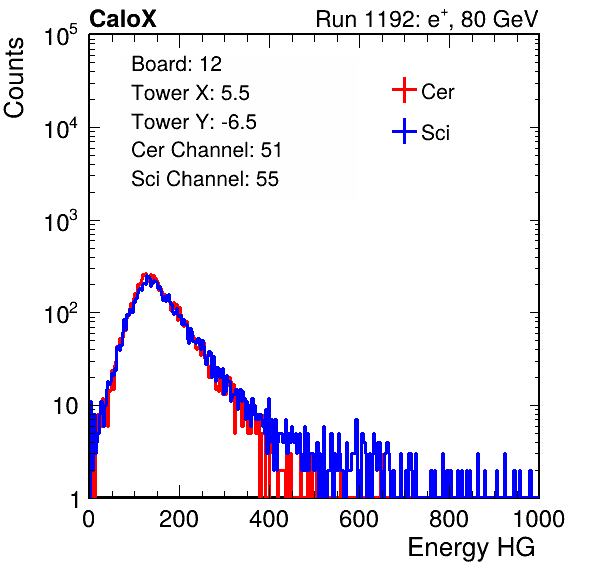 CaloX Run 1192: e⁺, 80 GeV
Counts
Board: 12
Tower X: 5.5
Tower Y: -6.5
Cer Channel: 51
Sci Channel: 55
Cer
Sci
10⁵
10⁴
10³
10²
10
1
0 200 400 600 800 1000
Energy HG